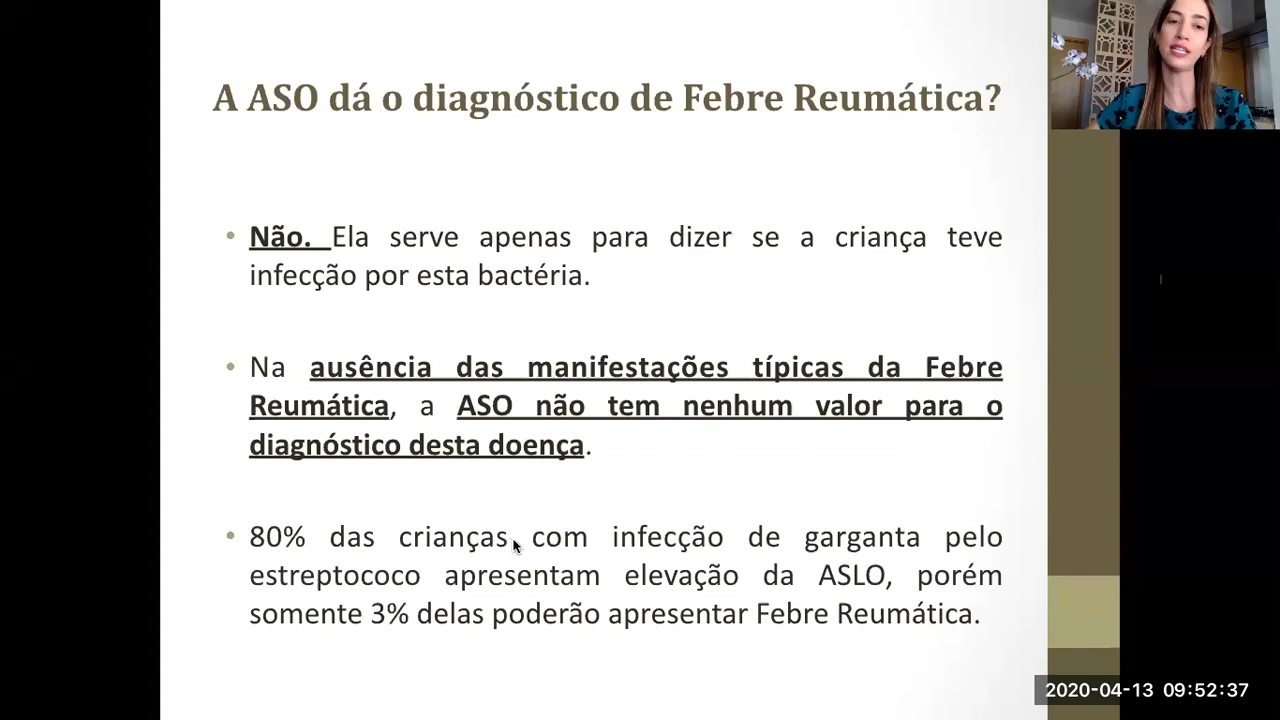 A ASO dá o diagnóstico de Febre Reumática?
• Não. Ela serve apenas para dizer se a criança teve
infecção por esta bactéria.
• Na ausência das manifestações típicas da Febre
Reumática, a ASO não tem nenhum valor para o
diagnóstico desta doença.
• 80% das crianças com infecção de garganta pelo
estreptococo apresentam elevação da ASLO, porém
somente 3% delas poderão apresentar Febre Reumática.
2020-04-13 09:52:37